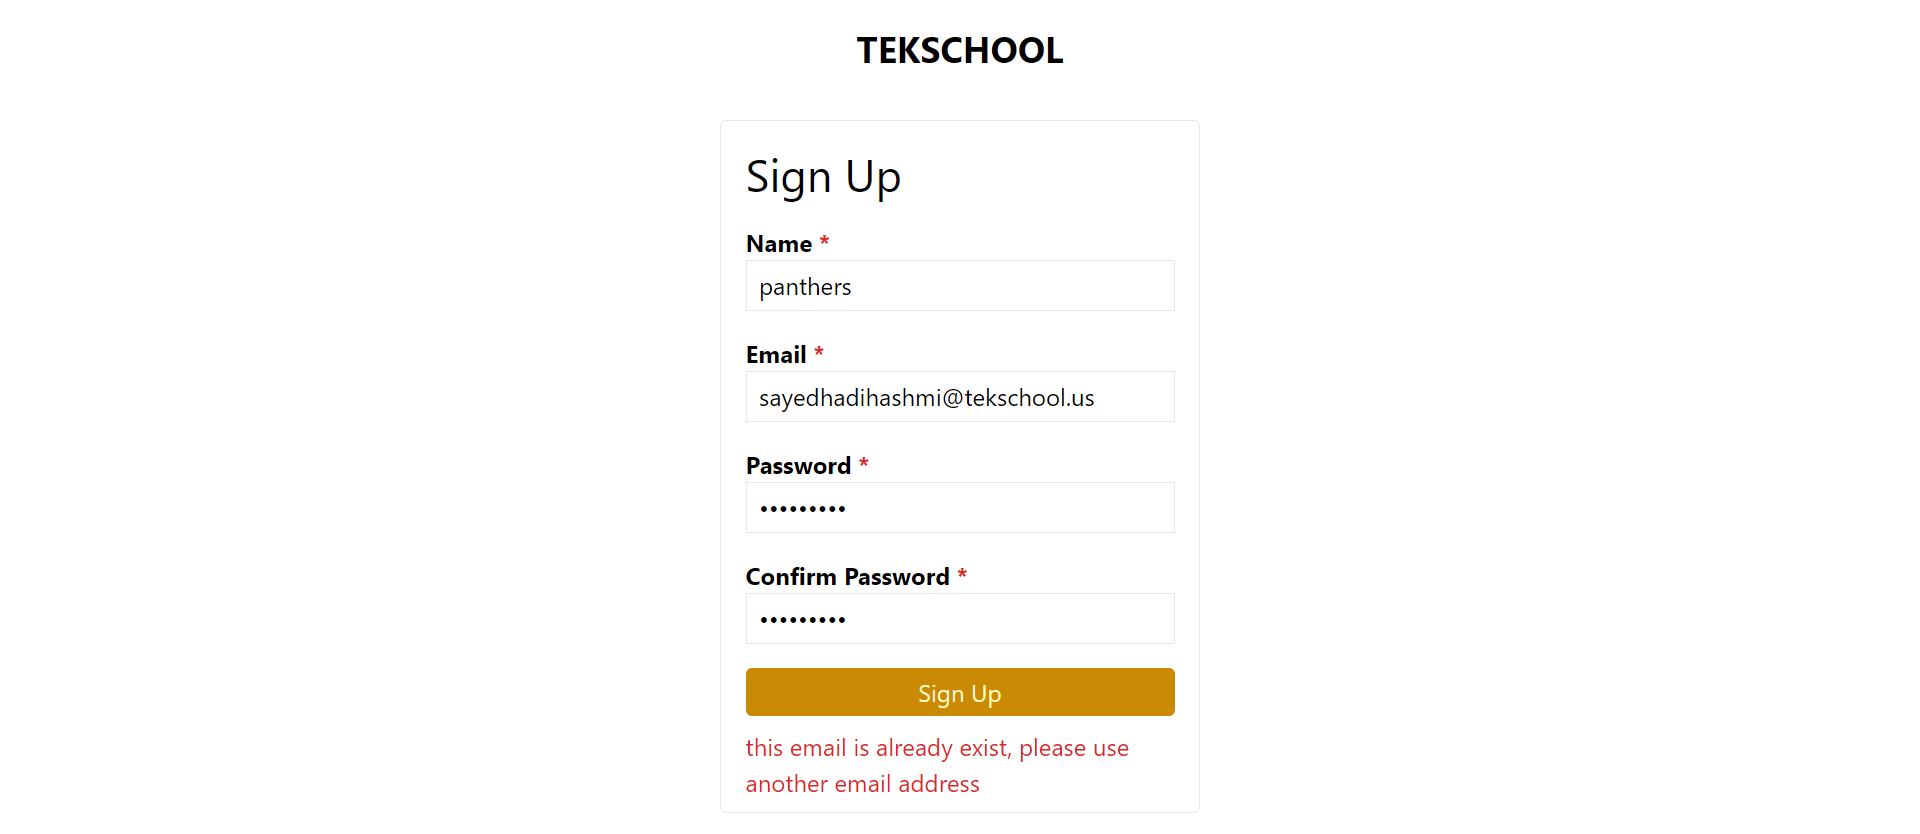 TEKSCHOOL
Sign Up
Name *
panthers
Email *
sayedhadihashmi@tekschool.us
Password *
•••••••••
Confirm Password *
•••••••••
Sign Up
this email is already exist, please use
another email address